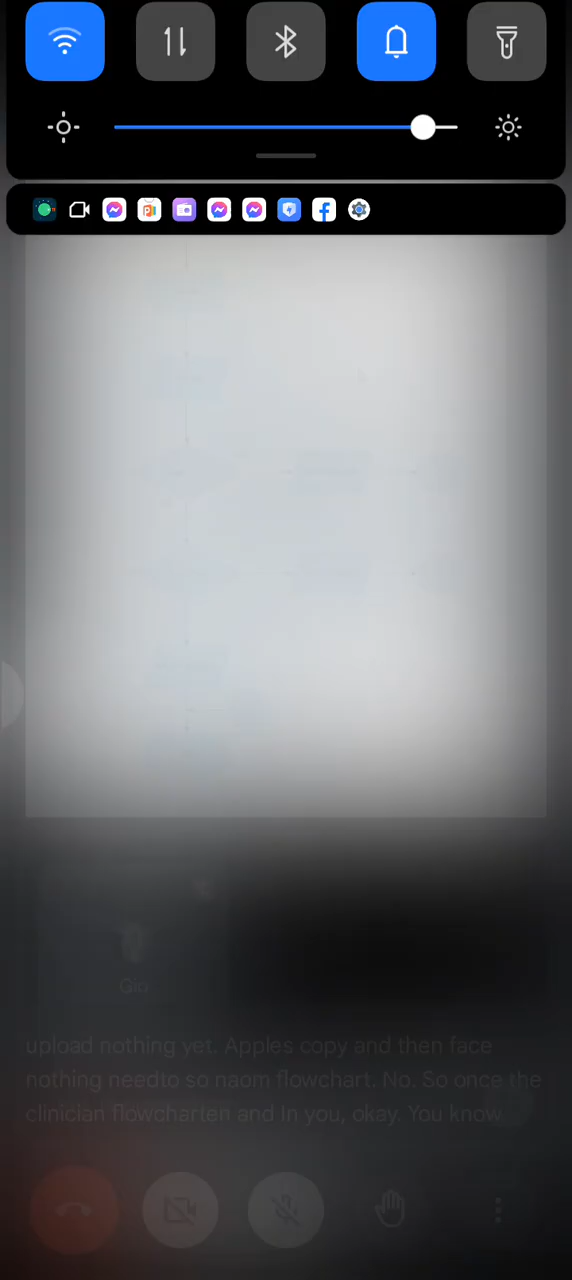 Gio
upload nothing yet. Apples copy and then face
nothing needto so naom flowchart. No. So once the
clinician flowcharten and In you, okay. You know.